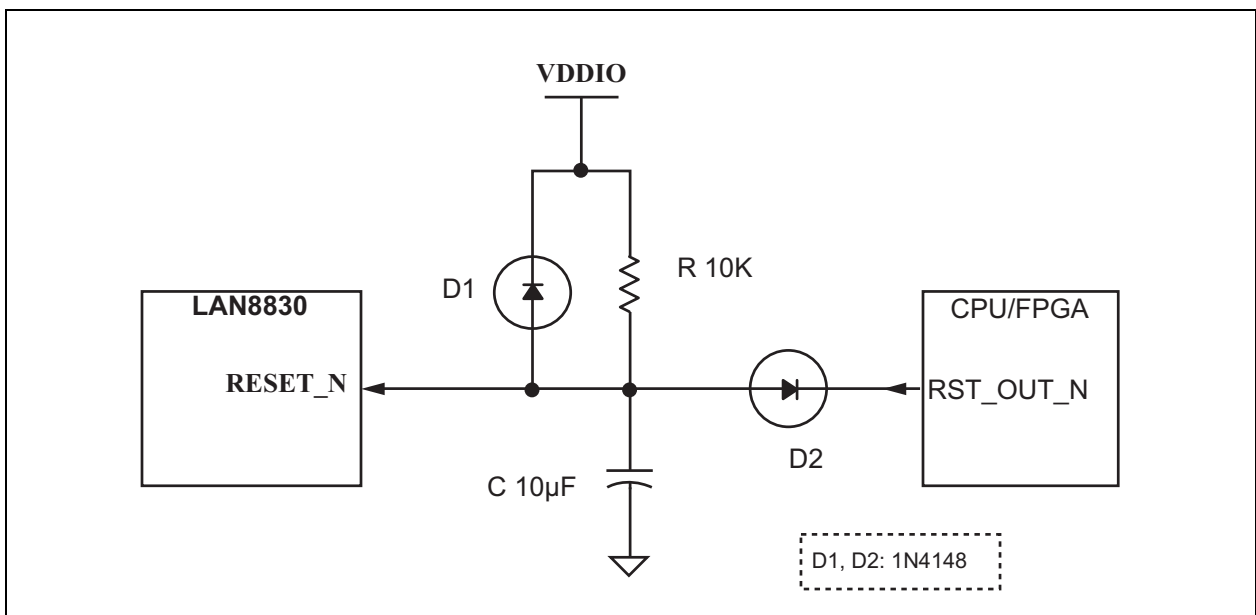 VDDIO
D1
R 10K
LAN8830
RESET_N
CPU/FPGA
RST_OUT_N
D2
C 10µF
D1, D2: 1N4148